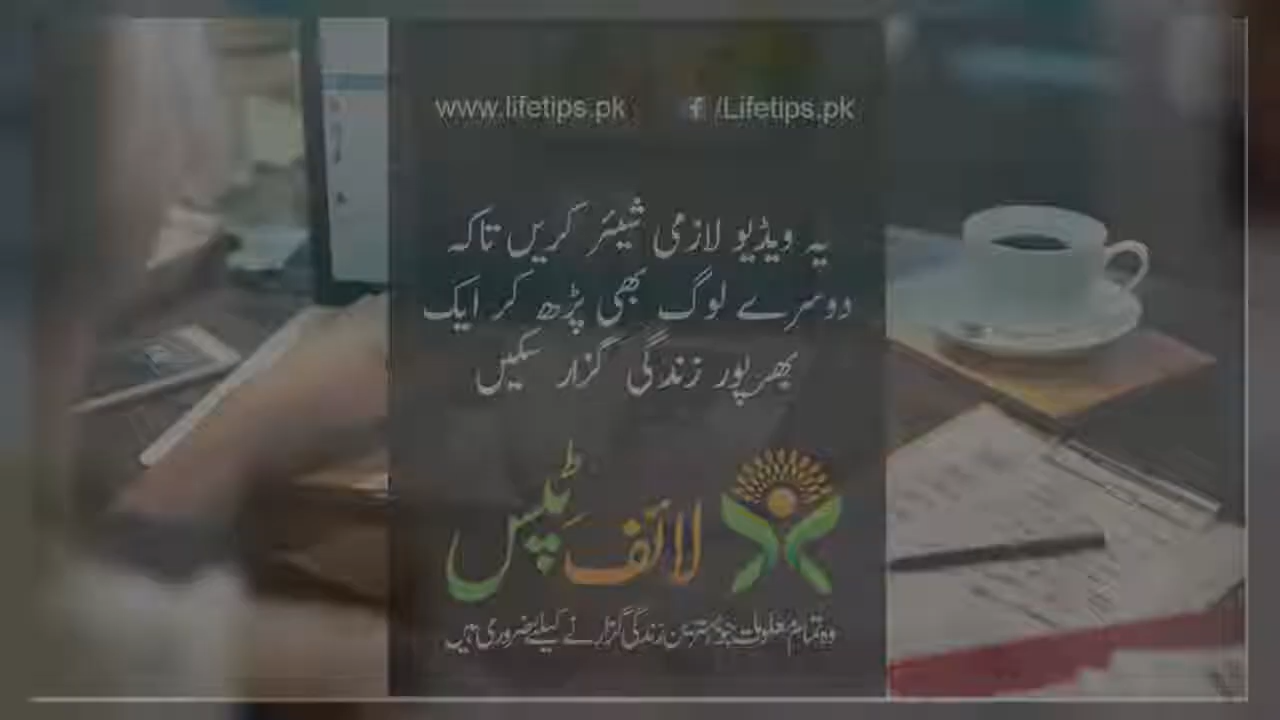 www.lifetips.pk /Lifetips.pk
یہ ویڈیو لازمی شیئر کریں تاکہ
دوسرے لوگ بھی پڑھ کر ایک
بھرپور زندگی گزار سکیں
لائف ٹپس
وہ تمام معلومات جو بہترین زندگی گزارنے کیلئے ضروری ہیں